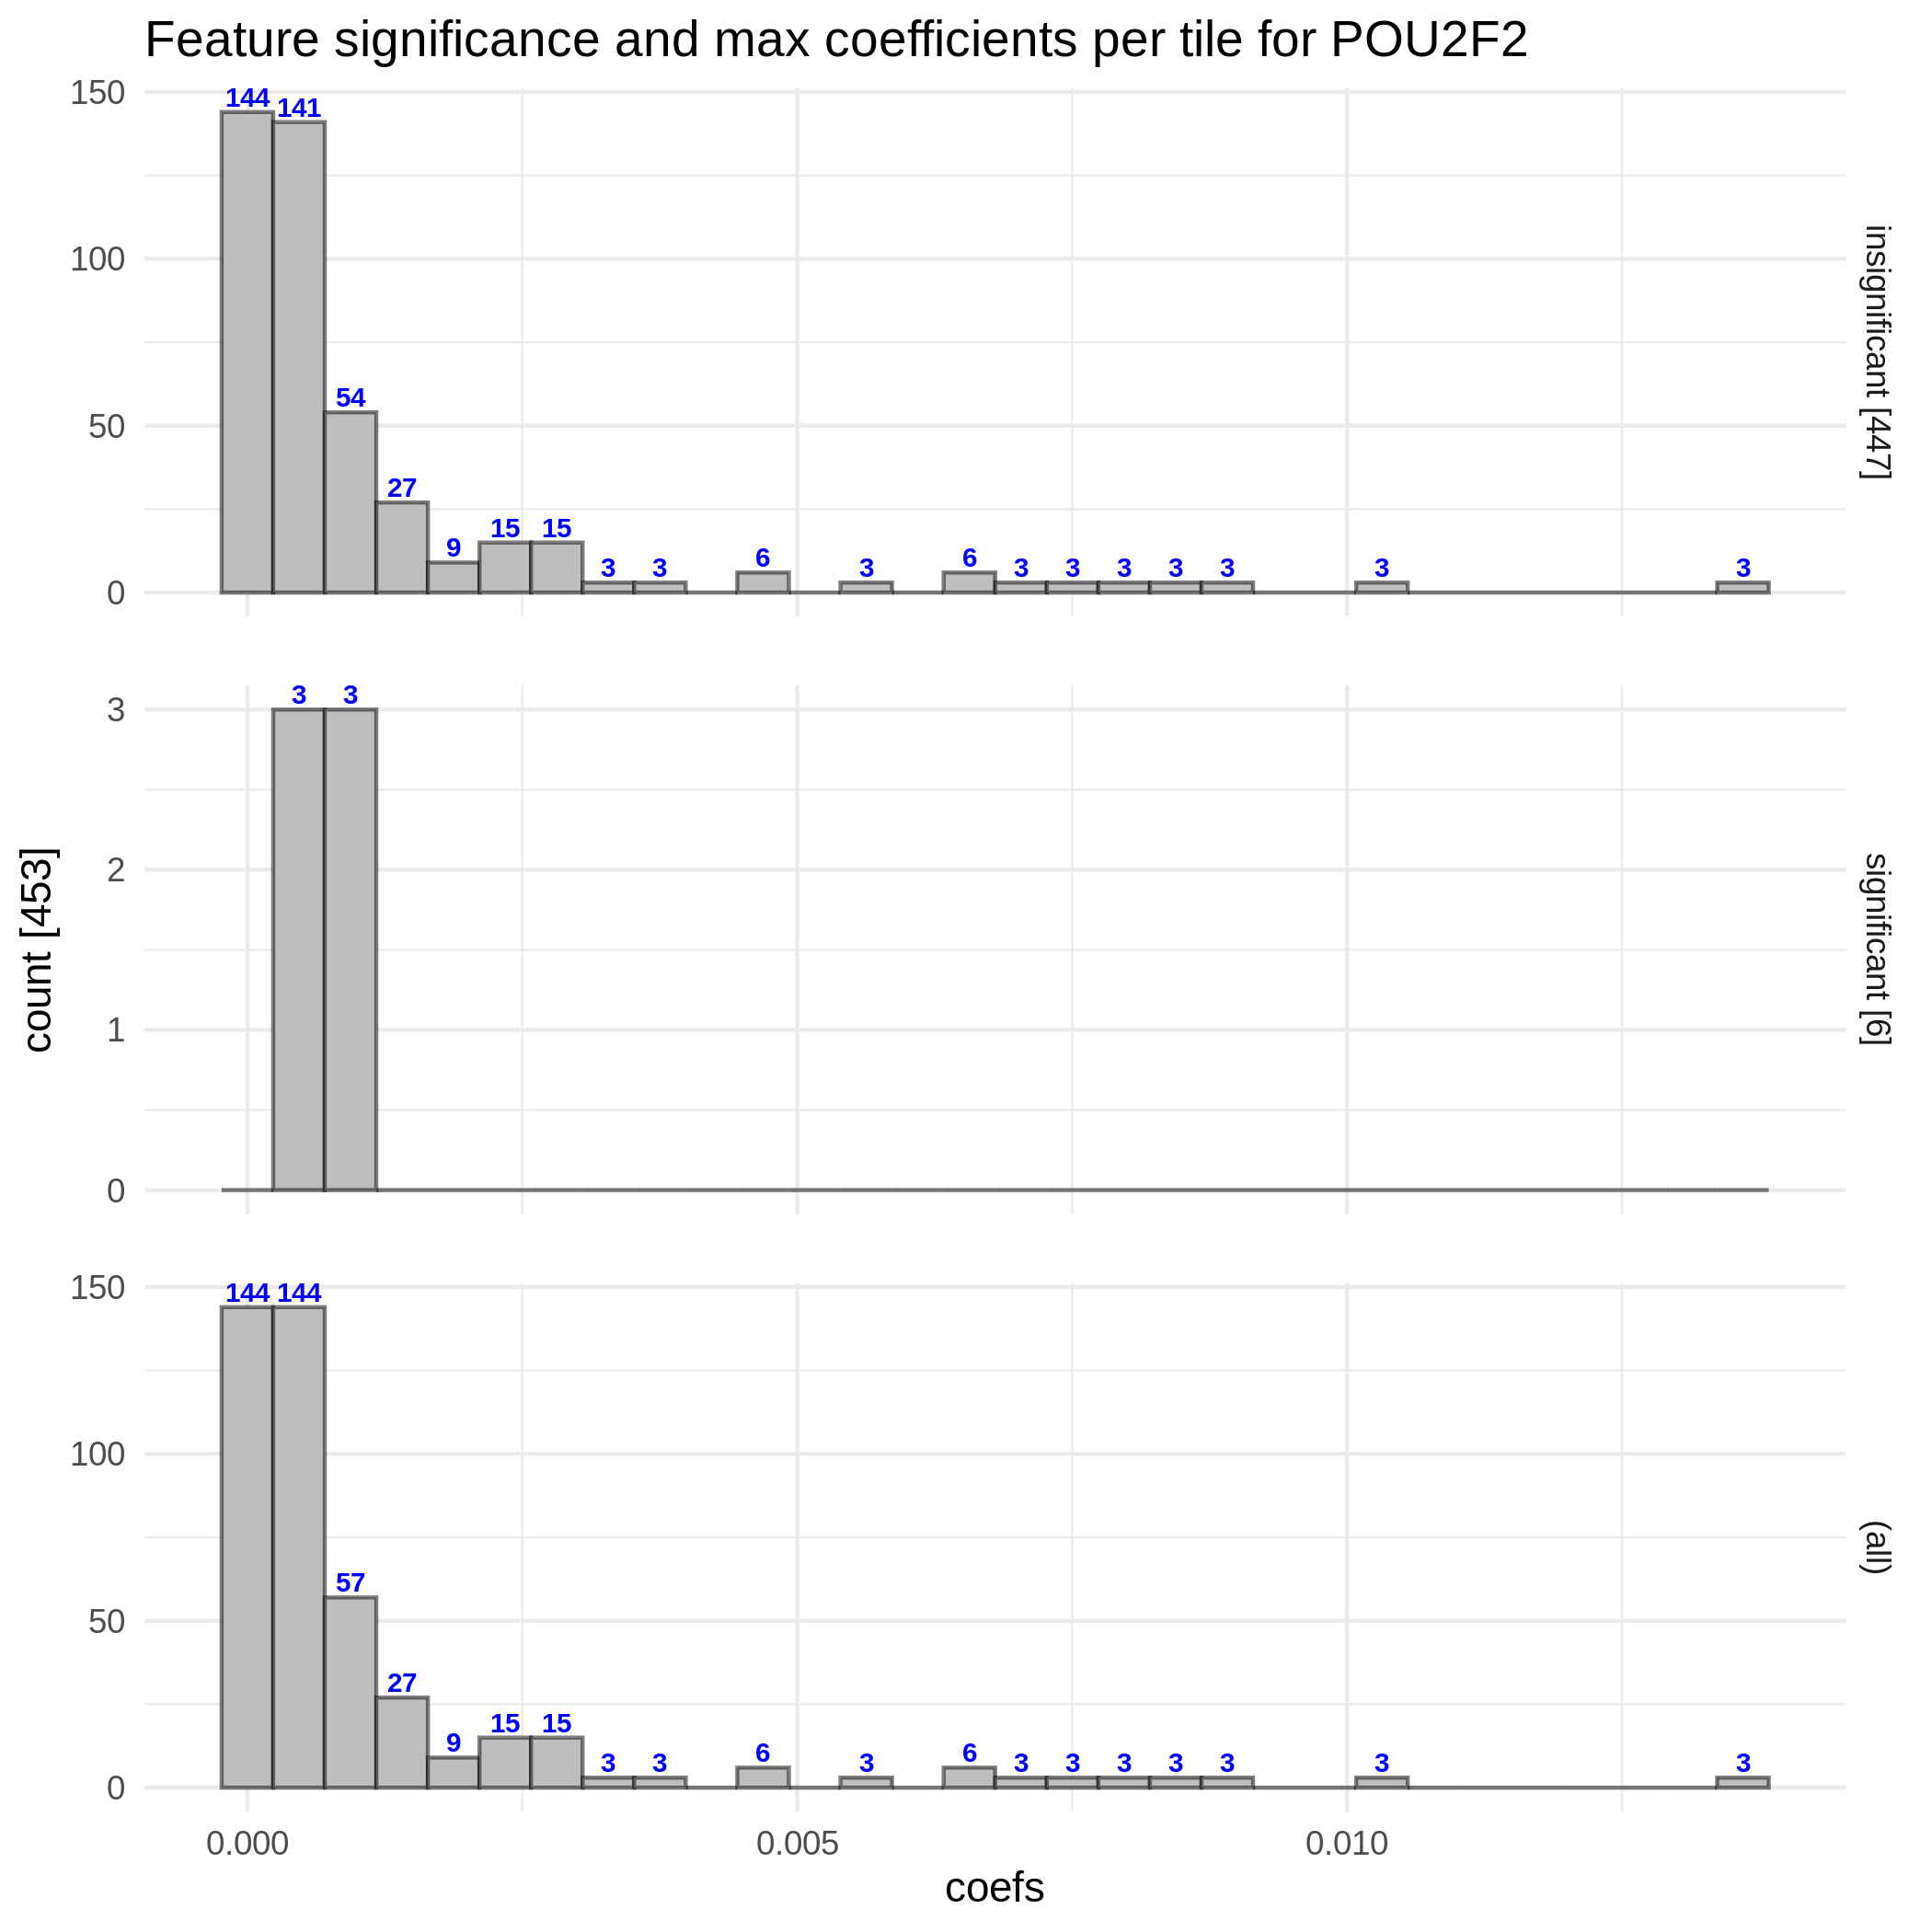 Feature significance and max coefficients per tile for POU2F2
150
144 141
100
54
50
27
9 15 15 3 3 6 3 6 3 3 3 3 3 3 3
0
insignificant [447]
3 3
3
2
1
0
significant [6]
count [453]
150
144 144
100
57
50
27
9 15 15 3 3 6 3 6 3 3 3 3 3 3 3
0
(all)
0.000 0.005 0.010
coefs